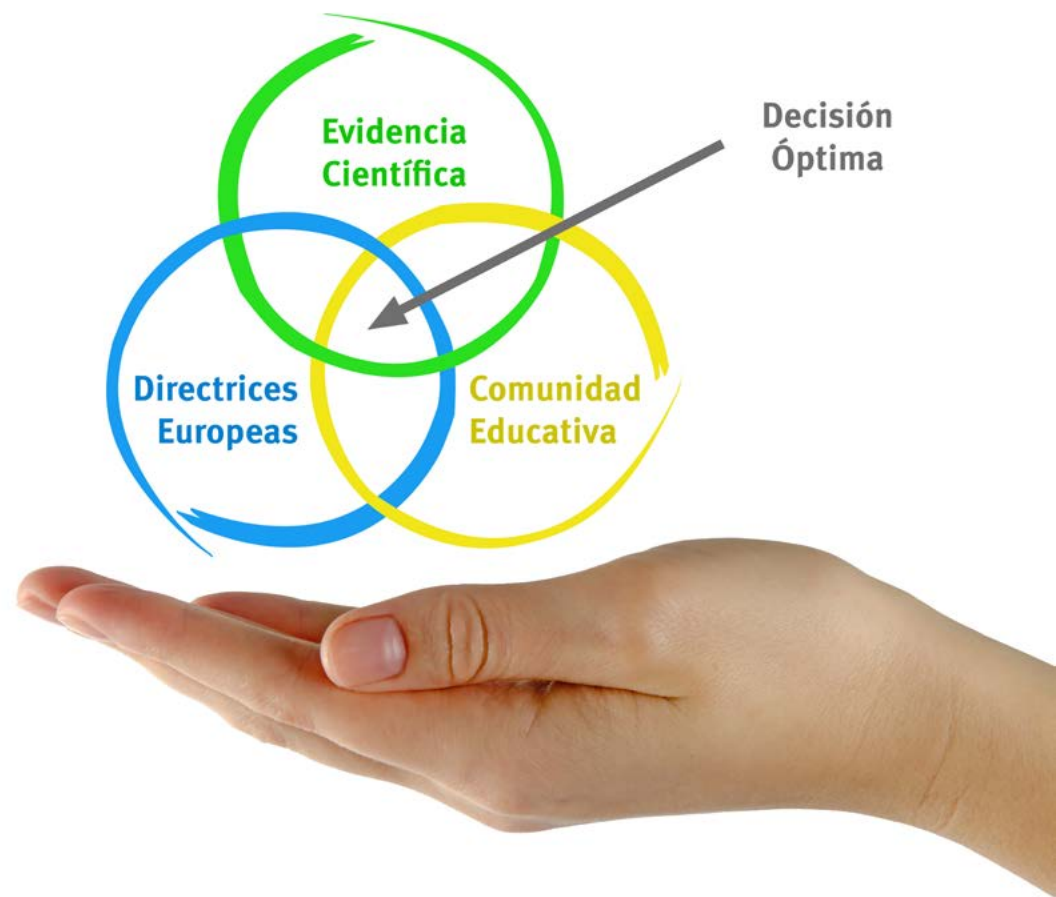 Evidencia
Científica
Decisión
Óptima
Directrices
Europeas
Comunidad
Educativa